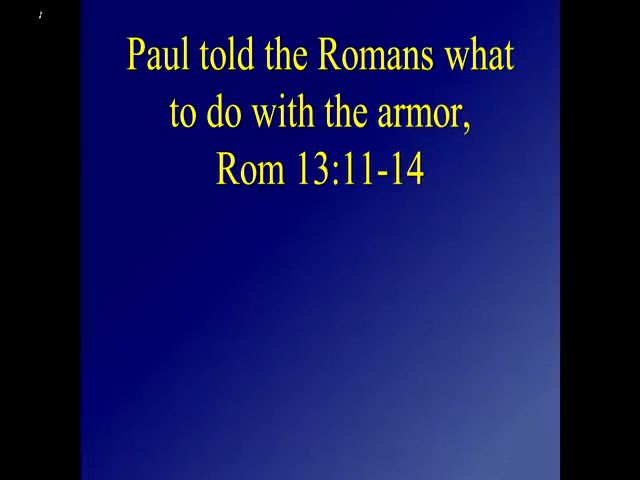 Paul told the Romans what
to do with the armor,
Rom 13:11-14